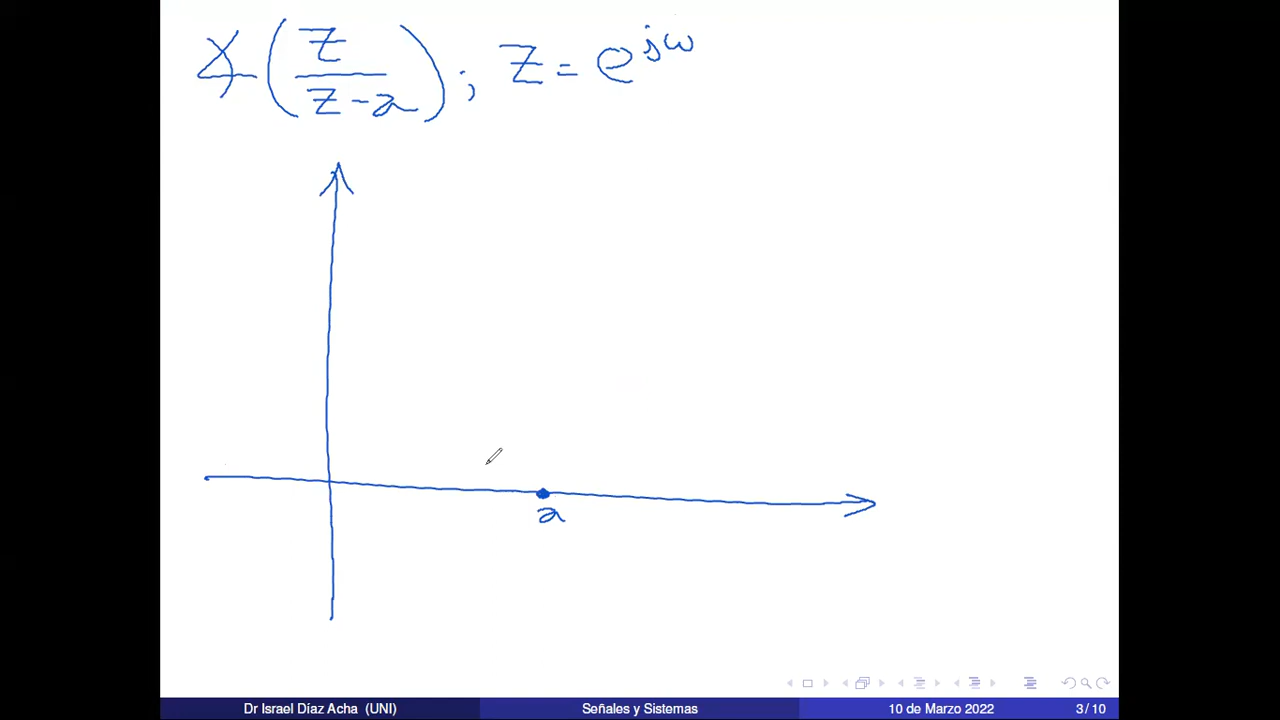 ∠(z/(z-a)); z = e^{jω}
a
Dr Israel Díaz Acha (UNI) Señales y Sistemas 10 de Marzo 2022 3/10